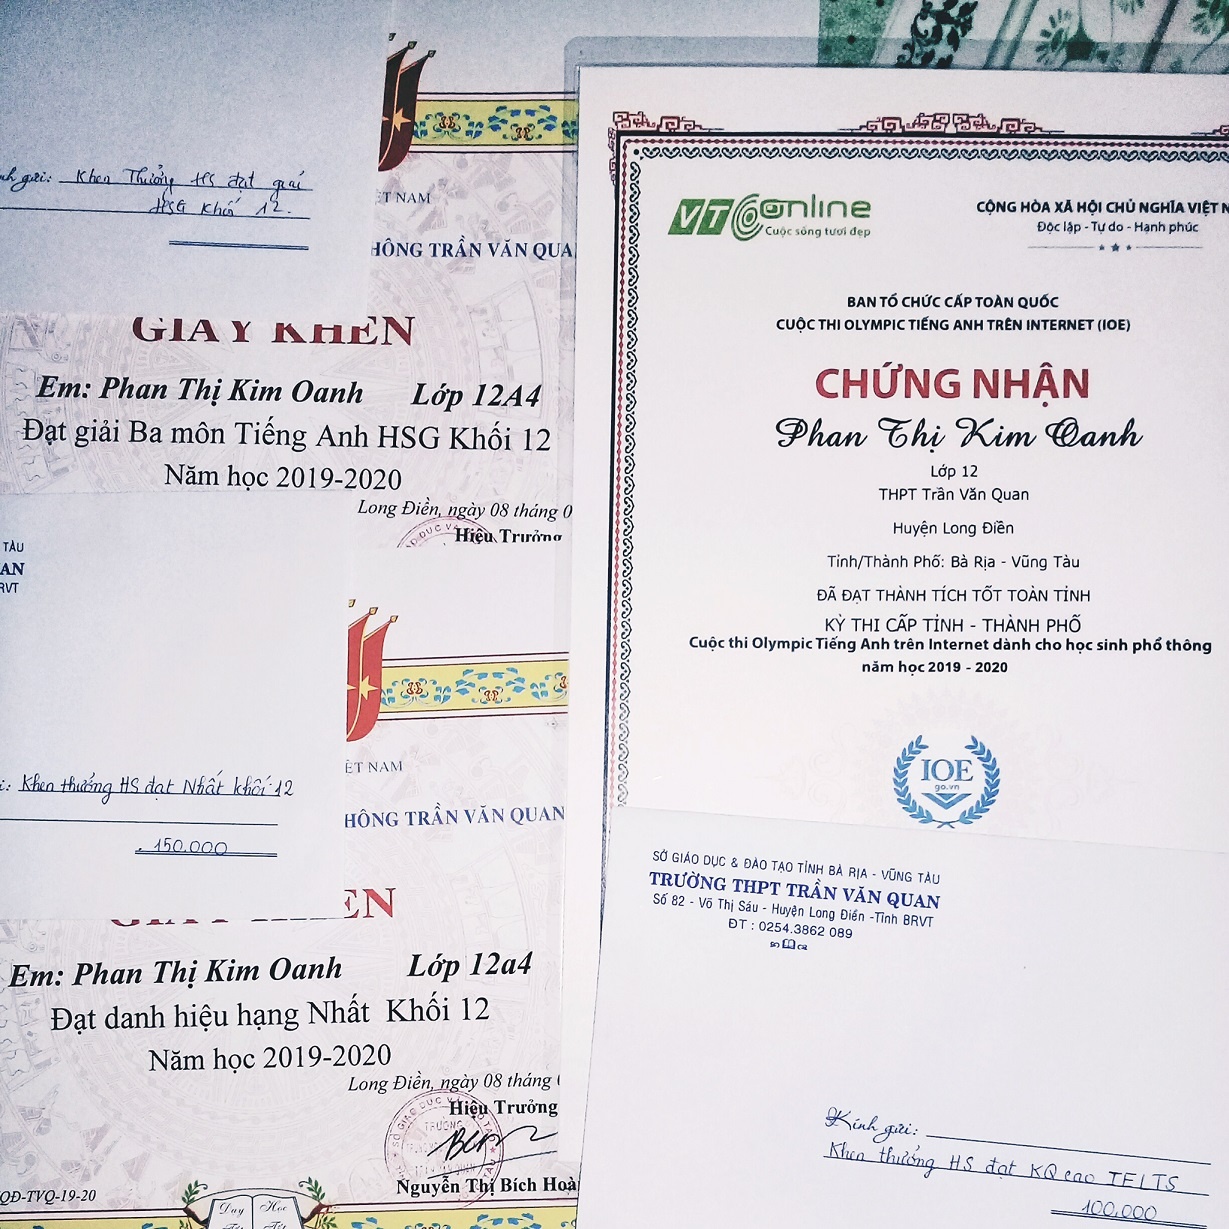 Khen Thưởng HS đạt giải
HSG Khối 12.
ỆT NAM
HÔNG TRẦN VĂN QUA
GIẤY KHEN
Em: Phan Thị Kim Oanh Lớp 12A4
Đạt giải Ba môn Tiếng Anh HSG Khối 12
Năm học 2019-2020
Long Điền, ngày 08 tháng 0
Hiệu Trưởng
TÀU
AN
BRVT
i: Khen thưởng HS đạt Nhất khối 12
150.000
ỆT NAM
HÔNG TRẦN VĂN QUAN
GIẤY KHEN
Em: Phan Thị Kim Oanh Lớp 12a4
Đạt danh hiệu hạng Nhất Khối 12
Năm học 2019-2020
Long Điền, ngày 08 tháng
Hiệu Trưởng
Nguyễn Thị Bích Hoà
QĐ-TVQ-19-20
Dạy Học
Tốt Tốt
VTC online
Cuộc sống tươi đẹp
CỘNG HÒA XÃ HỘI CHỦ NGHĨA VIỆT N
Độc lập - Tự do - Hạnh phúc
BAN TỔ CHỨC CẤP TOÀN QUỐC
CUỘC THI OLYMPIC TIẾNG ANH TRÊN INTERNET (IOE)
CHỨNG NHẬN
Phan Thị Kim Oanh
Lớp 12
THPT Trần Văn Quan
Huyện Long Điền
Tỉnh/Thành Phố: Bà Rịa - Vũng Tàu
ĐÃ ĐẠT THÀNH TÍCH TỐT TOÀN TỈNH
KỲ THI CẤP TỈNH - THÀNH PHỐ
Cuộc thi Olympic Tiếng Anh trên Internet dành cho học sinh phổ thông
năm học 2019 - 2020
IOE
go.vn
SỞ GIÁO DỤC & ĐÀO TẠO TỈNH BÀ RỊA - VŨNG TÀU
TRƯỜNG THPT TRẦN VĂN QUAN
Số 82 - Võ Thị Sáu - Huyện Long Điền -Tỉnh BRVT
ĐT : 0254.3862 089
Kính gửi:
Khen thưởng HS đạt KQ cao IELTS
100.000